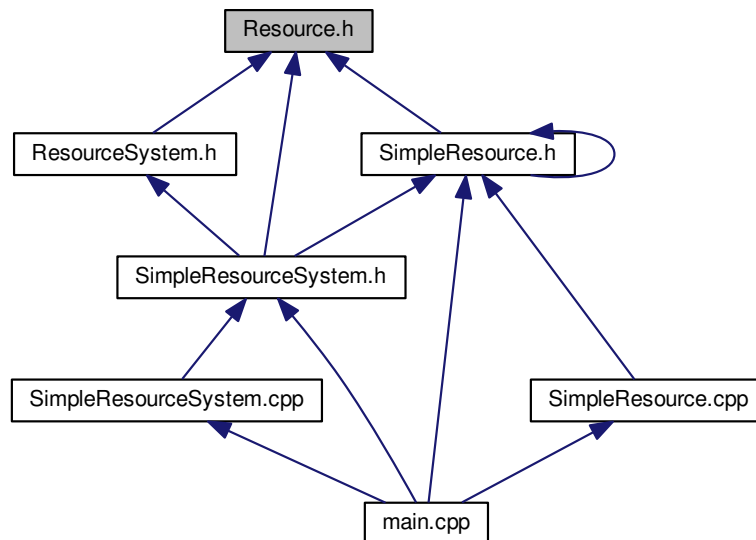 Resource.h
ResourceSystem.h
SimpleResource.h
SimpleResourceSystem.h
SimpleResourceSystem.cpp
SimpleResource.cpp
main.cpp